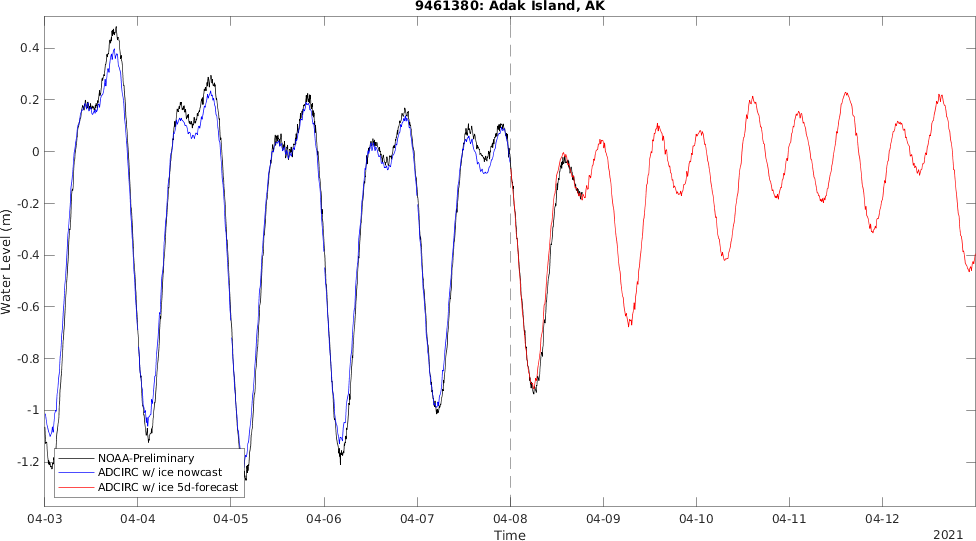 9461380: Adak Island, AK
Water Level (m)
0.4
0.2
0
-0.2
-0.4
-0.6
-0.8
-1
-1.2
NOAA-Preliminary
ADCIRC w/ ice nowcast
ADCIRC w/ ice 5d-forecast
04-03 04-04 04-05 04-06 04-07 04-08 04-09 04-10 04-11 04-12
Time
2021